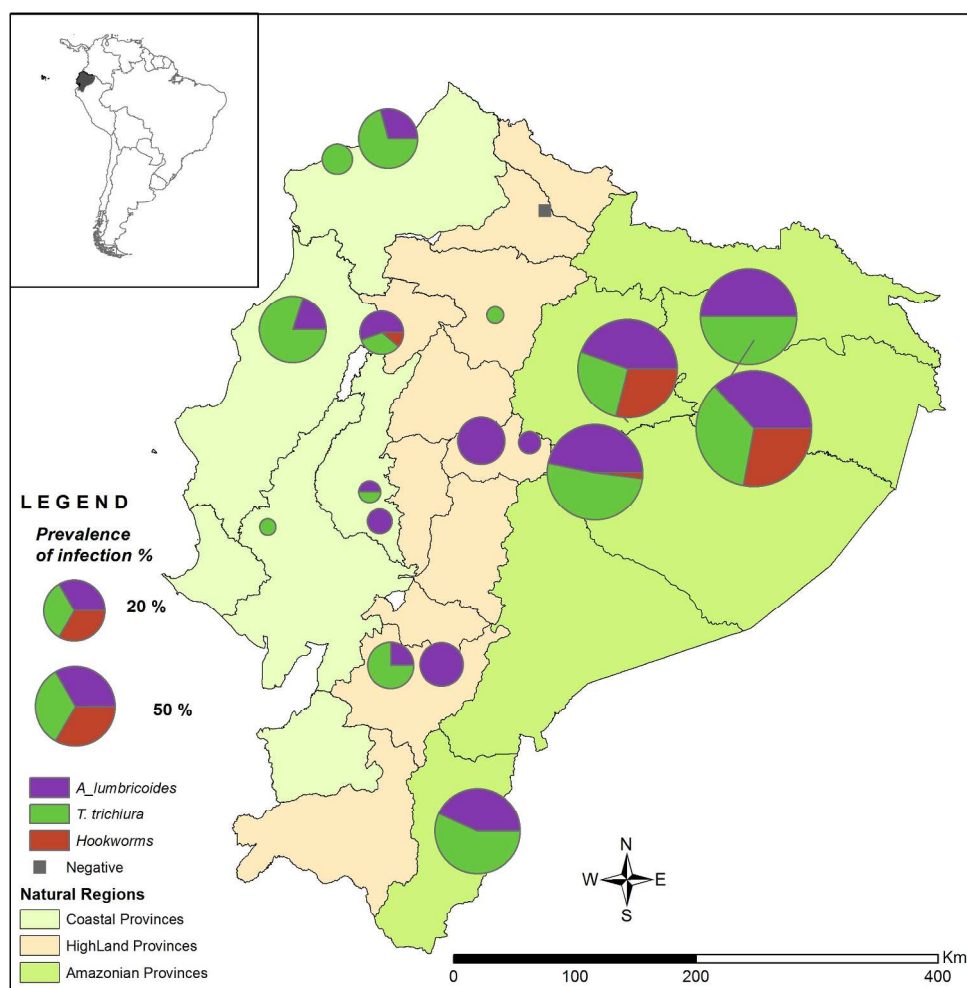 L E G E N D
Prevalence
of infection %
20 %
50 %
A_lumbricoides
T. trichiura
Hookworms
Negative
Natural Regions
Coastal Provinces
HighLand Provinces
Amazonian Provinces
N
W E
S
Km
0 100 200 400